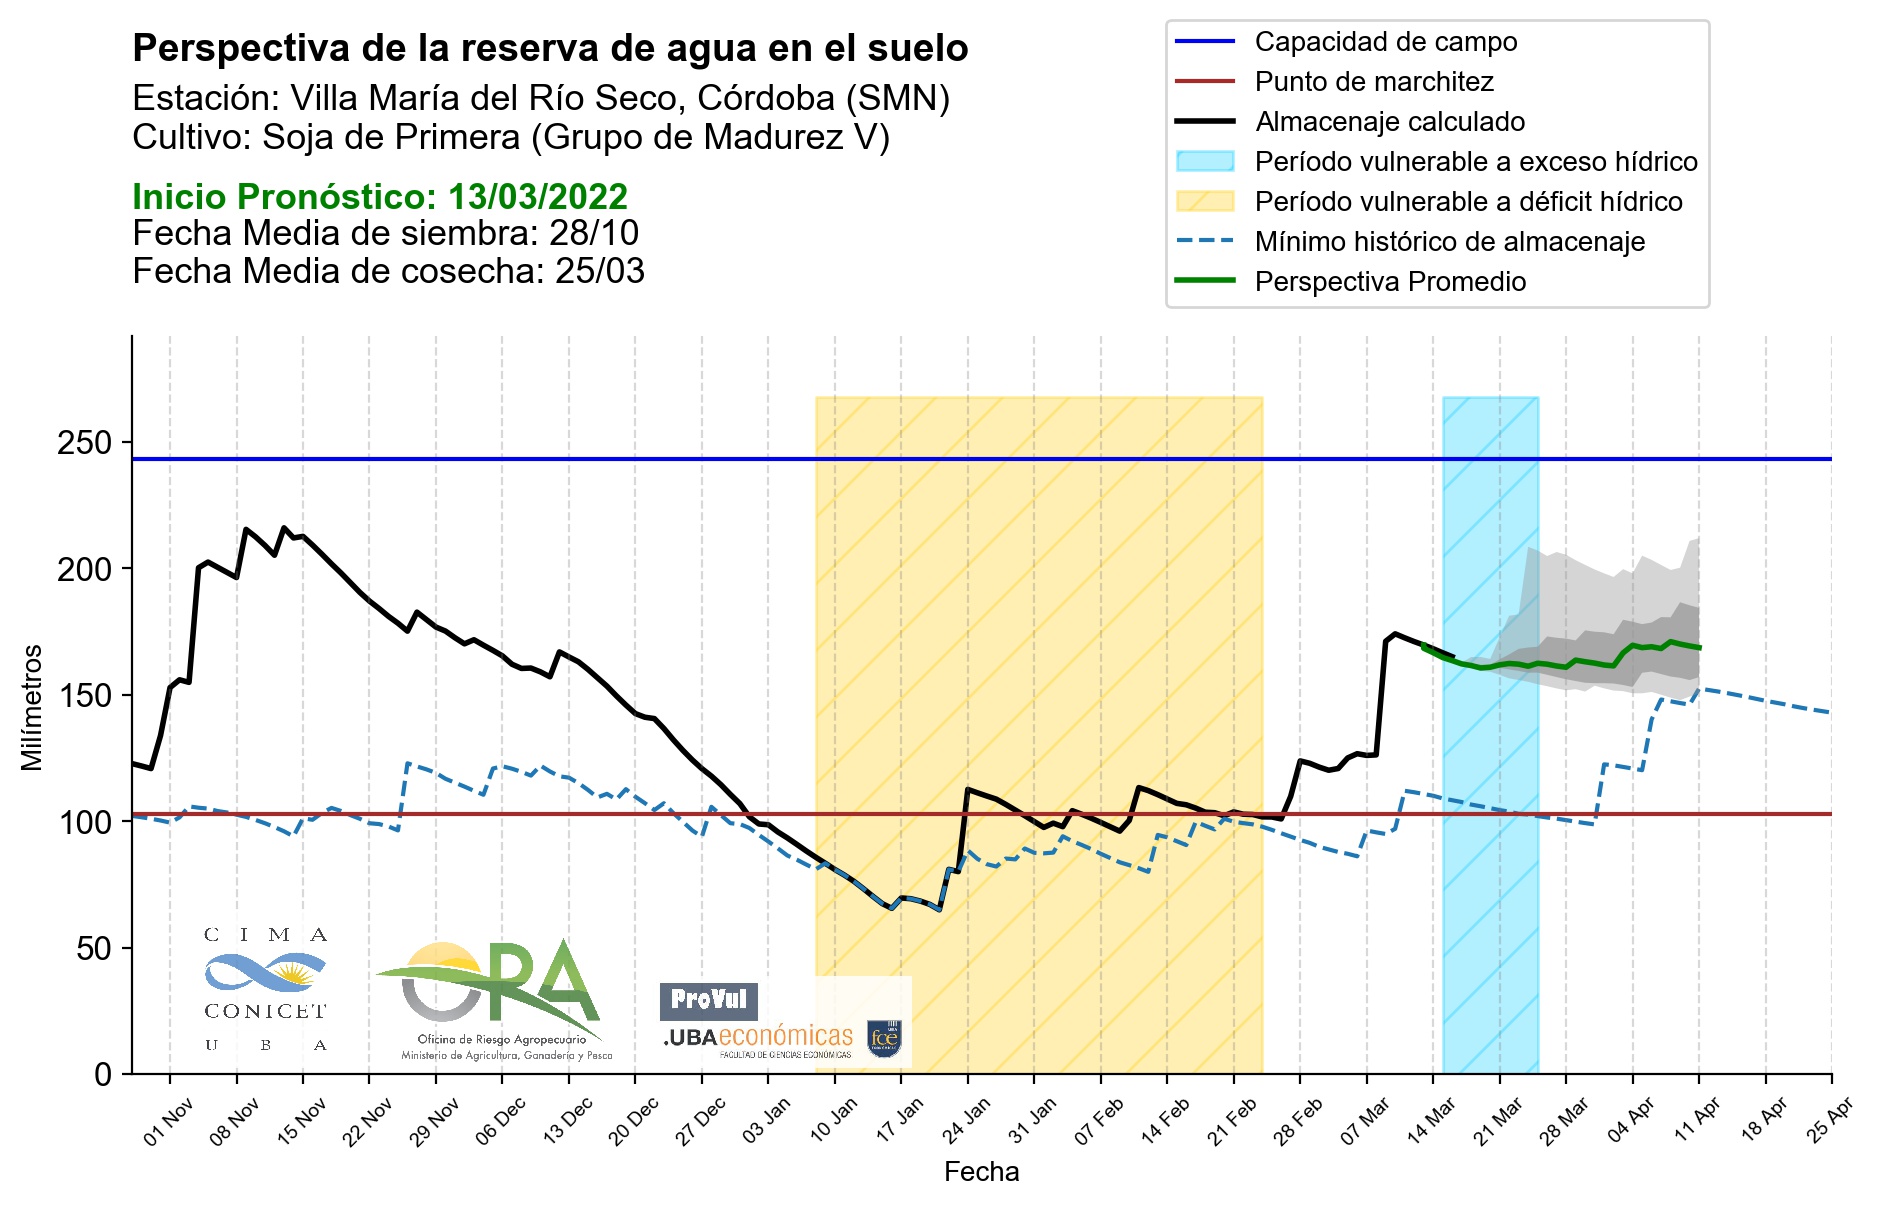 Perspectiva de la reserva de agua en el suelo
Estación: Villa María del Río Seco, Córdoba (SMN)
Cultivo: Soja de Primera (Grupo de Madurez V)
Inicio Pronóstico: 13/03/2022
Fecha Media de siembra: 28/10
Fecha Media de cosecha: 25/03
Capacidad de campo
Punto de marchitez
Almacenaje calculado
Período vulnerable a exceso hídrico
Período vulnerable a déficit hídrico
Mínimo histórico de almacenaje
Perspectiva Promedio
Milímetros
250
200
150
100
50
0
CIMA
CONICET
UBA
ORA
Oficina de Riesgo Agropecuario
Ministerio de Agricultura, Ganadería y Pesca
ProVul
.UBAeconómicas
FACULTAD DE CIENCIAS ECONÓMICAS
UBA
fce
ECONÓMICAS
01 Nov
08 Nov
15 Nov
22 Nov
29 Nov
06 Dec
13 Dec
20 Dec
27 Dec
03 Jan
10 Jan
17 Jan
24 Jan
31 Jan
07 Feb
14 Feb
21 Feb
28 Feb
07 Mar
14 Mar
21 Mar
28 Mar
04 Apr
11 Apr
18 Apr
25 Apr
Fecha